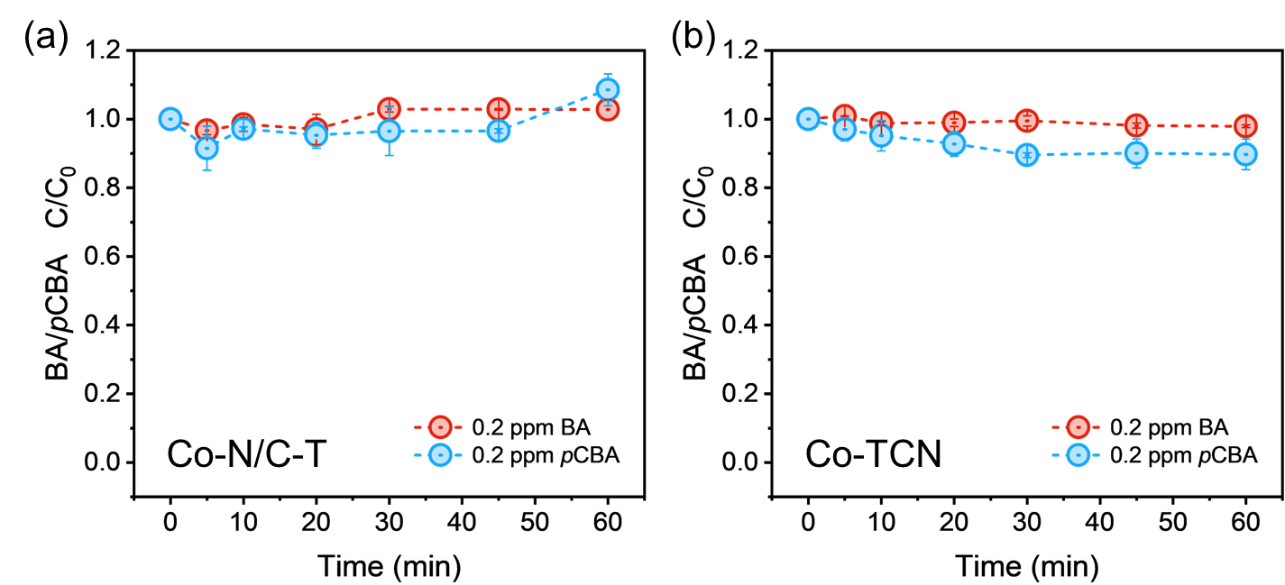 (a)
1.2
1.0
0.8
0.6
0.4
0.2
0.0
BA/pCBA C/C₀
Co-N/C-T
0.2 ppm BA
0.2 ppm pCBA
0 10 20 30 40 50 60
Time (min)
(b)
1.2
1.0
0.8
0.6
0.4
0.2
0.0
BA/pCBA C/C₀
Co-TCN
0.2 ppm BA
0.2 ppm pCBA
0 10 20 30 40 50 60
Time (min)